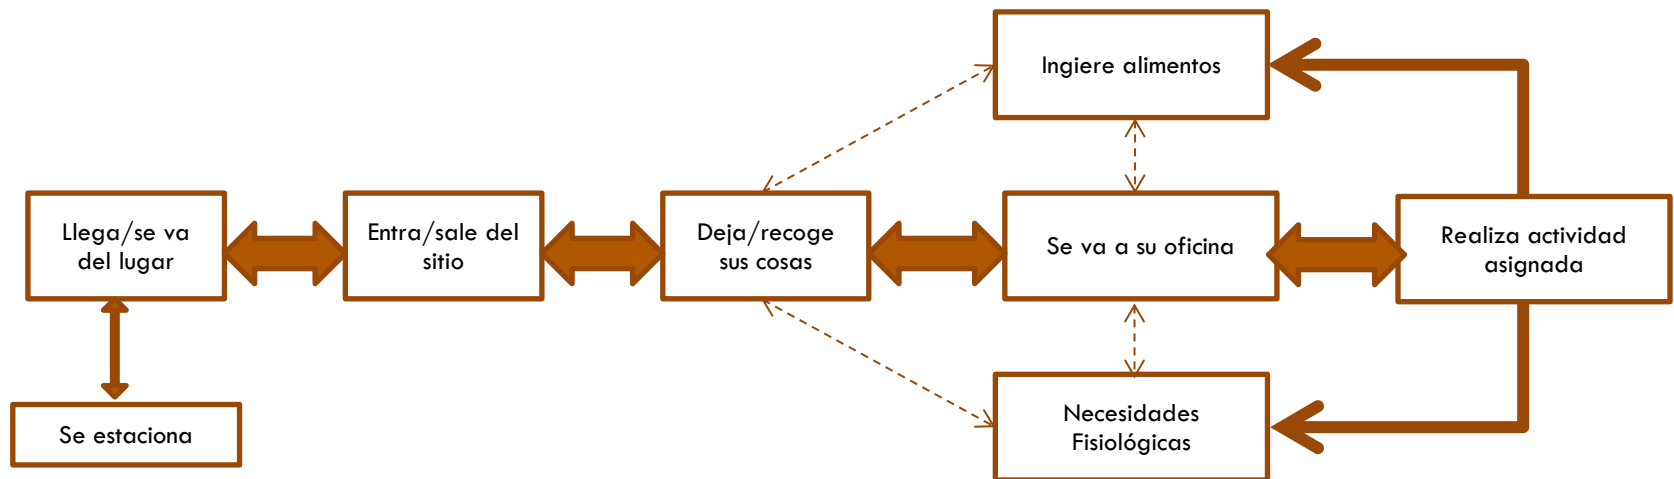 Ingiere alimentos
Llega/se va
del lugar
Entra/sale del
sitio
Deja/recoge
sus cosas
Se va a su oficina
Realiza actividad
asignada
Se estaciona
Necesidades
Fisiológicas